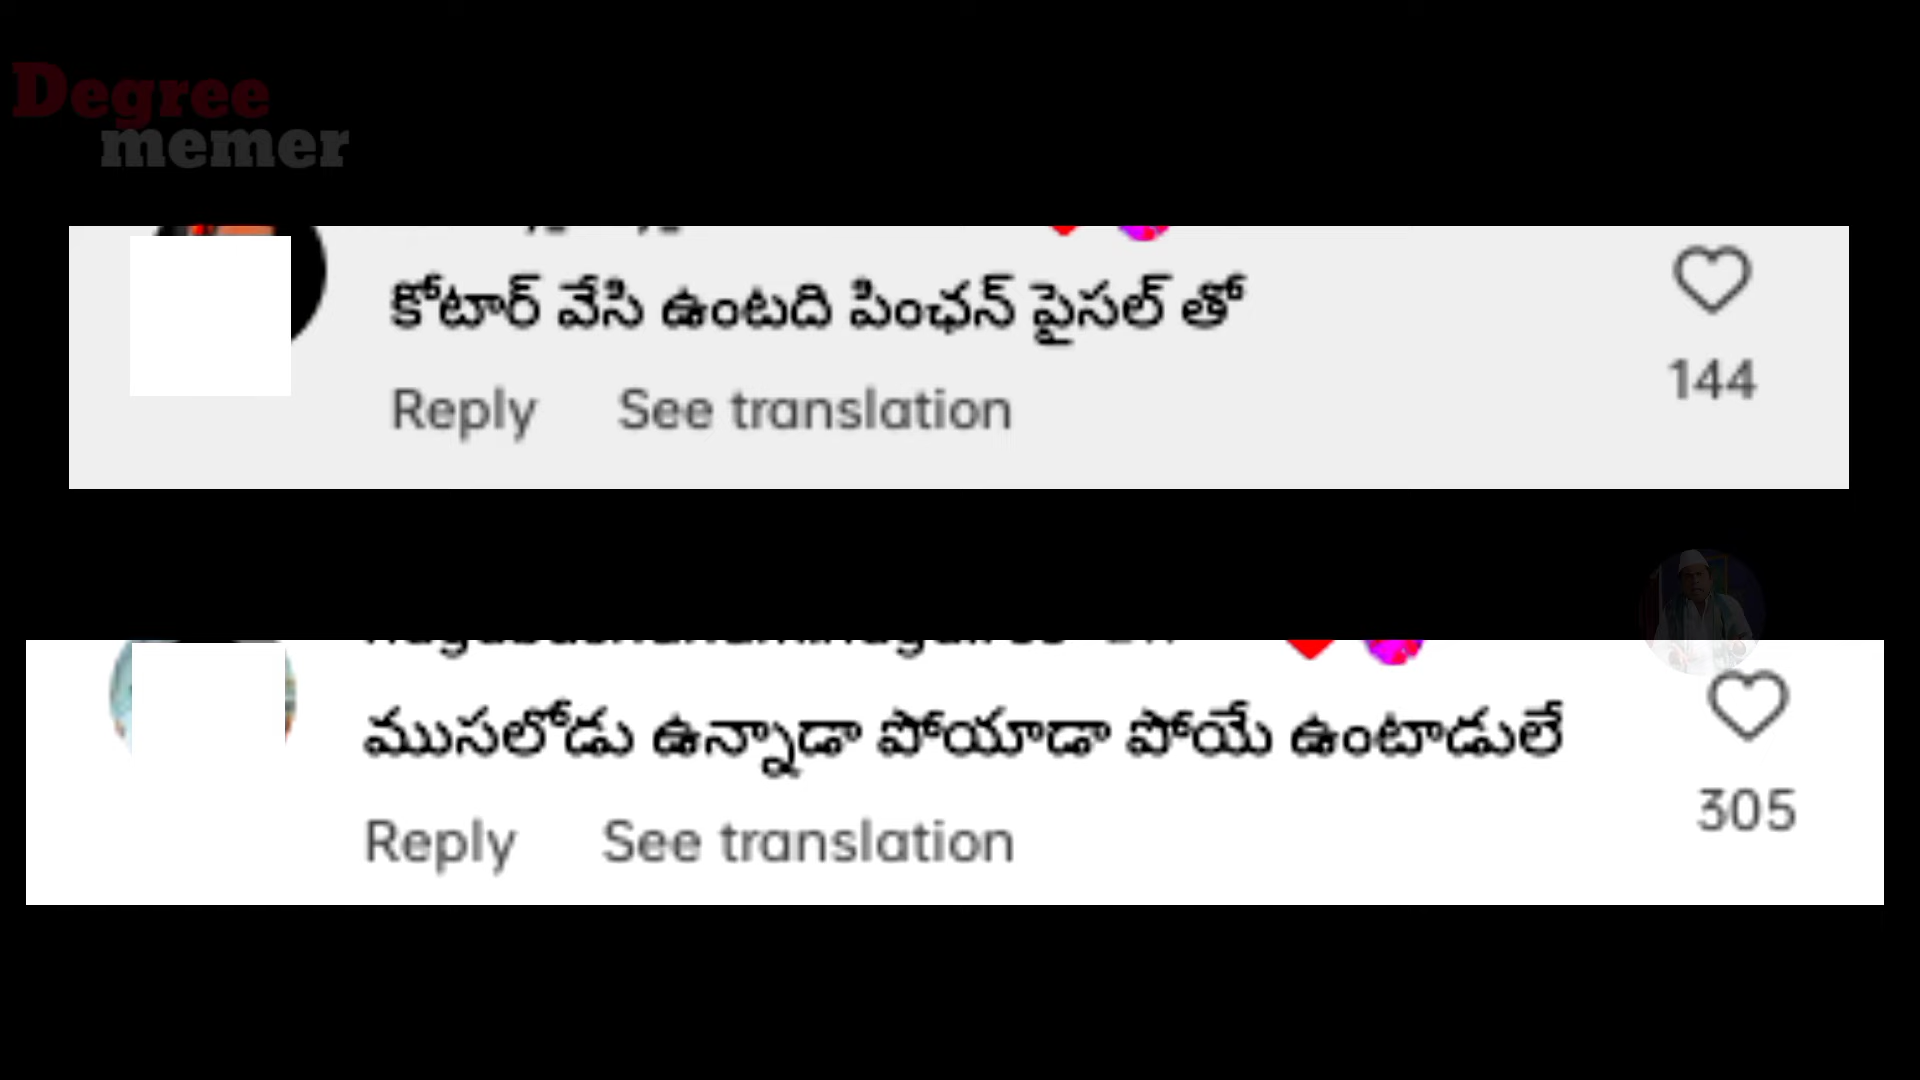 Degree
memer
కోటార్ వేసి ఉంటది పింఛన్ పైసల్ తో
144
Reply See translation
ముసలోడు ఉన్నాడా పోయాడా పోయే ఉంటాడులే
305
Reply See translation